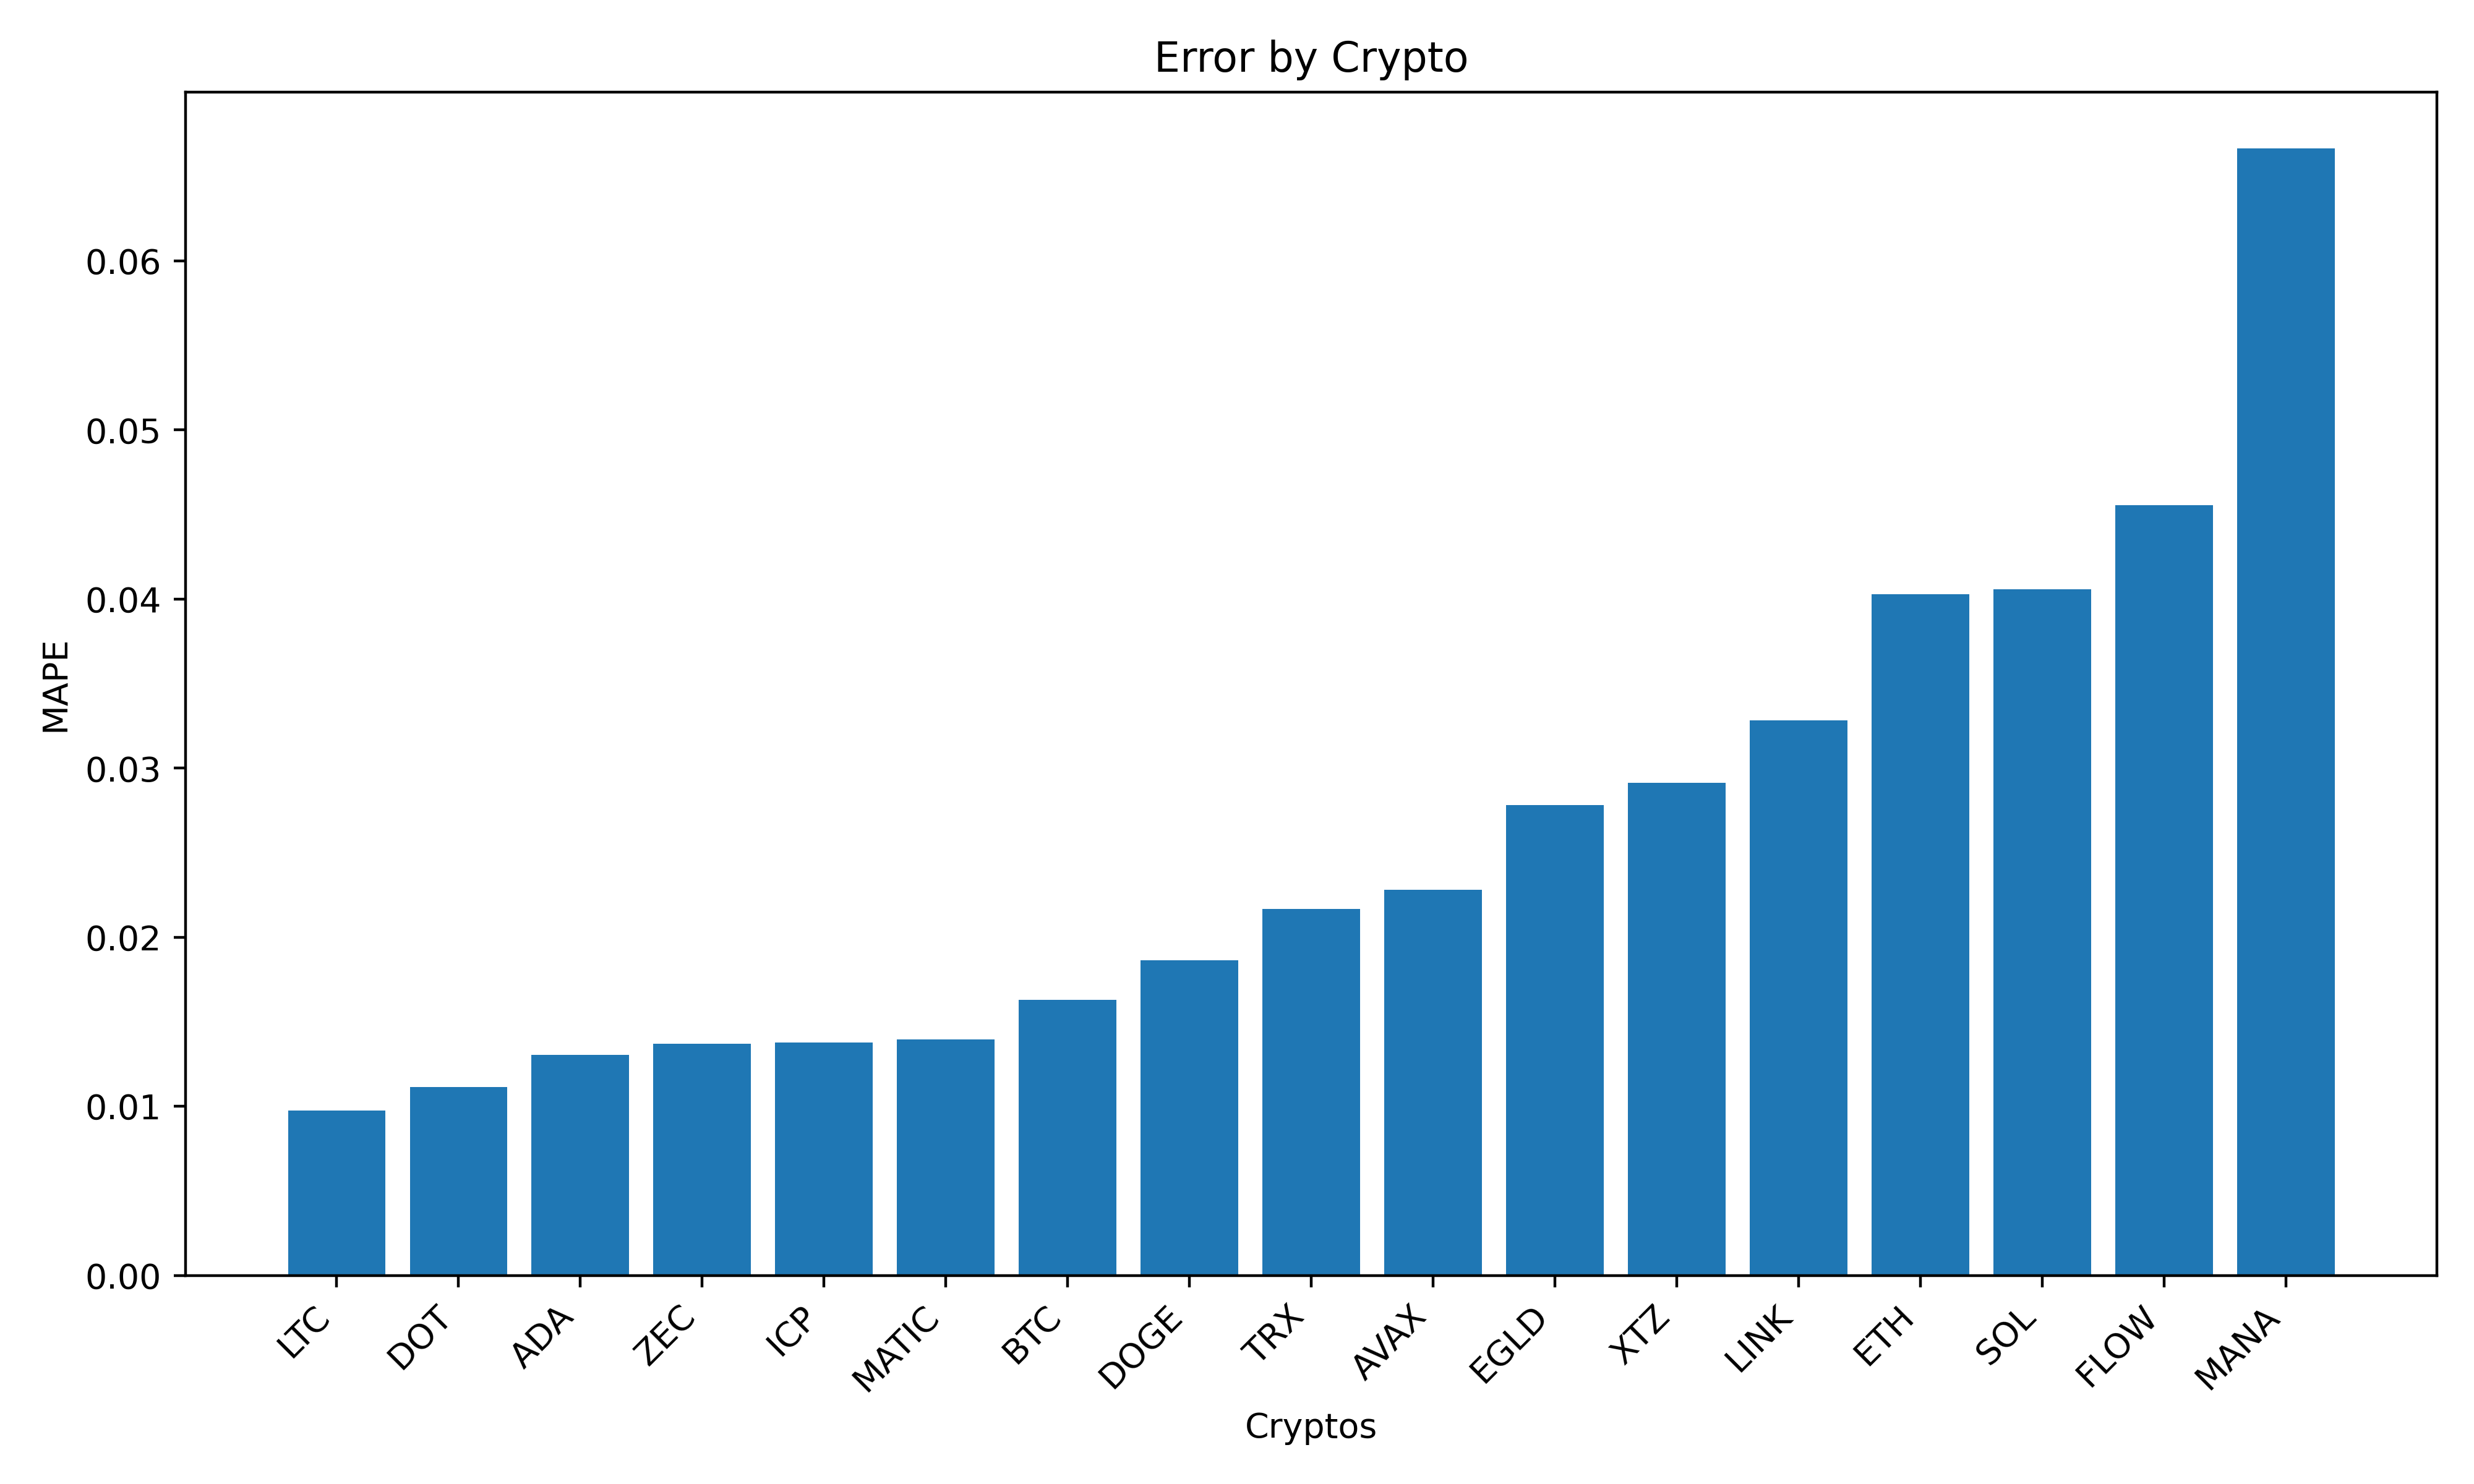 Error by Crypto
MAPE
0.06
0.05
0.04
0.03
0.02
0.01
0.00
LTC
DOT
ADA
ZEC
ICP
MATIC
BTC
DOGE
TRX
AVAX
EGLD
XTZ
LINK
ETH
SOL
FLOW
MANA
Cryptos